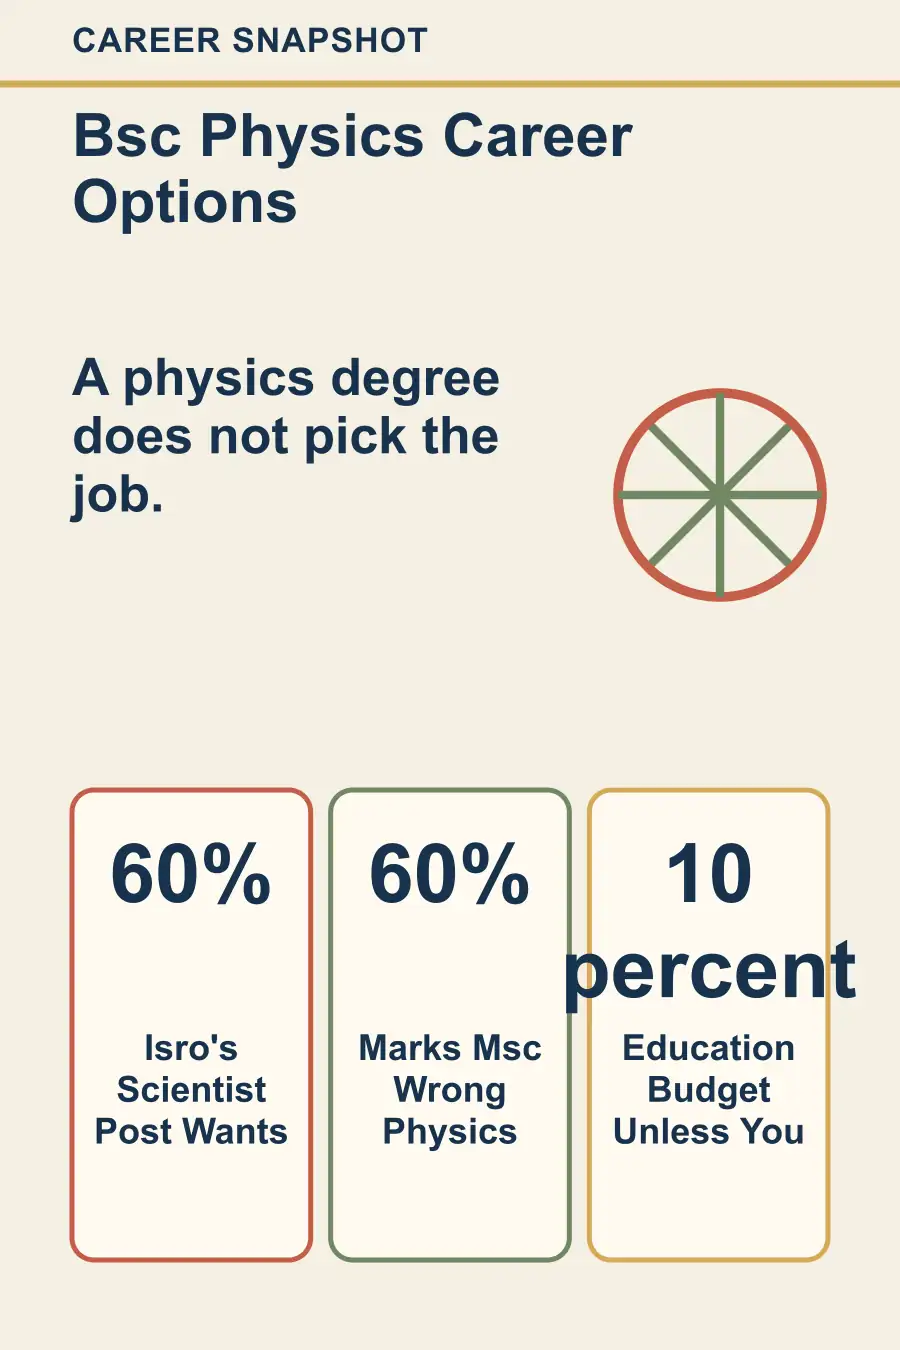 CAREER SNAPSHOT
Bsc Physics Career
Options
A physics degree
does not pick the
job.
60%
Isro's
Scientist
Post Wants
60%
Marks Msc
Wrong
Physics
10
percent
Education
Budget
Unless You